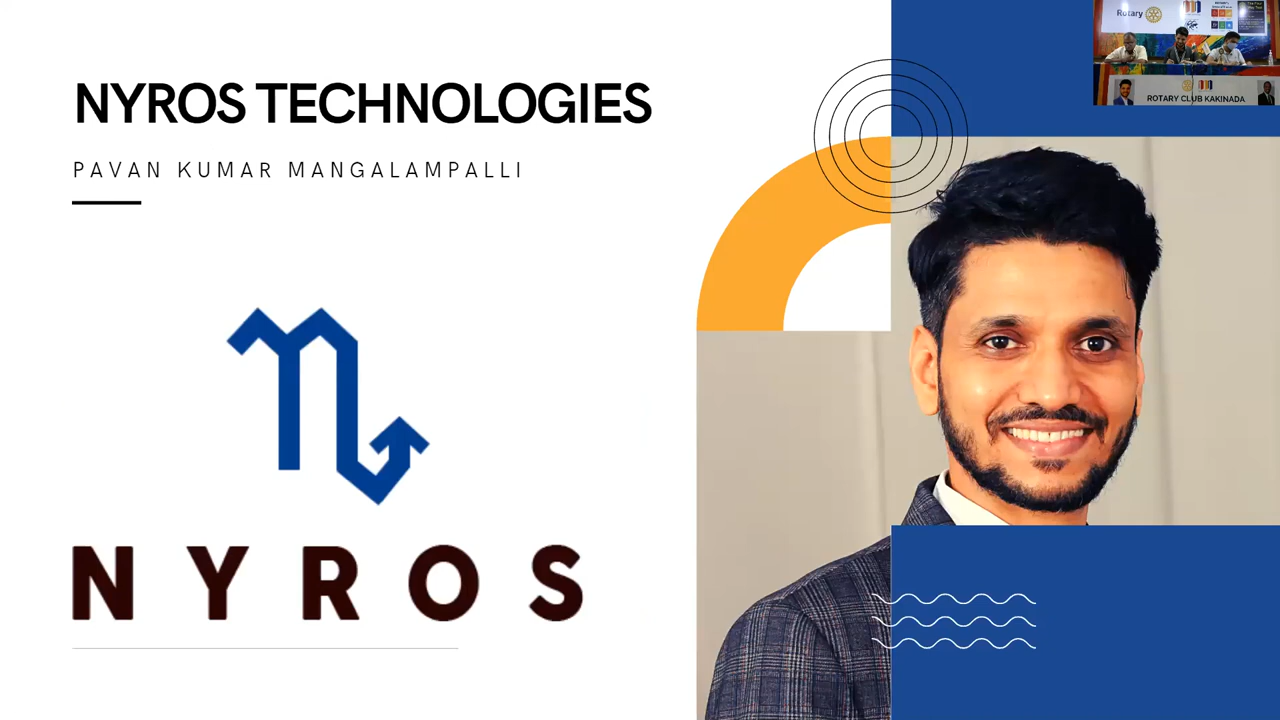 NYROS TECHNOLOGIES
PAVAN KUMAR MANGALAMPALLI
NYROS
Rotary
ROTARY CLUB KAKINADA